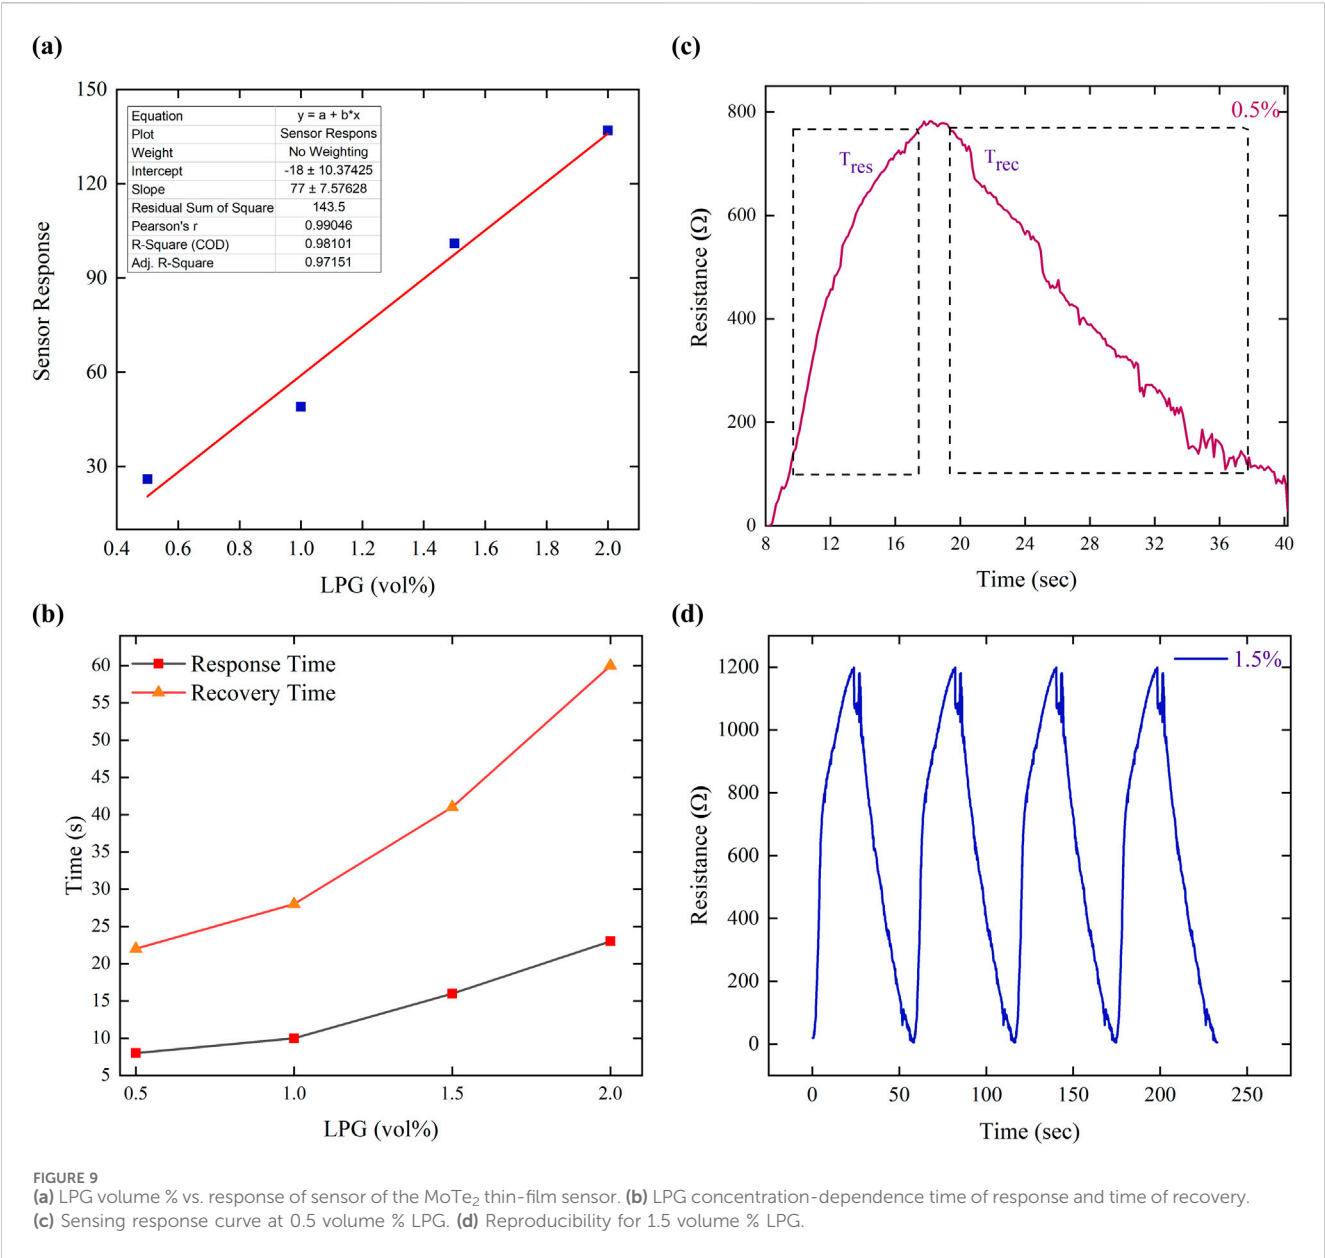 (a)
150
120
90
60
30
Sensor Response
Equation y = a + b*x
Plot Sensor Respons
Weight No Weighting
Intercept -18 ± 10.37425
Slope 77 ± 7.57628
Residual Sum of Square 143.5
Pearson's r 0.99046
R-Square (COD) 0.98101
Adj. R-Square 0.97151
0.4 0.6 0.8 1.0 1.2 1.4 1.6 1.8 2.0
LPG (vol%)
(c)
800
600
400
200
0
Resistance (Ω)
0.5%
Tres
Trec
8 12 16 20 24 28 32 36 40
Time (sec)
(b)
60
55
50
45
40
35
30
25
20
15
10
5
Time (s)
Response Time
Recovery Time
0.5 1.0 1.5 2.0
LPG (vol%)
(d)
1200
1000
800
600
400
200
0
Resistance (Ω)
1.5%
0 50 100 150 200 250
Time (sec)
FIGURE 9
(a) LPG volume % vs. response of sensor of the MoTe₂ thin-film sensor. (b) LPG concentration-dependence time of response and time of recovery.
(c) Sensing response curve at 0.5 volume % LPG. (d) Reproducibility for 1.5 volume % LPG.